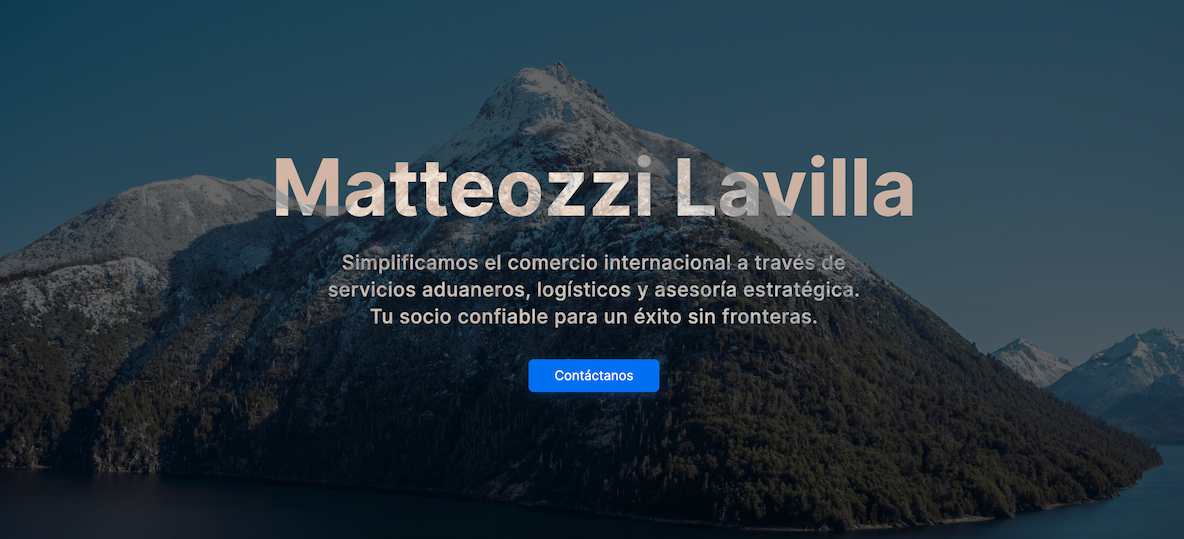 Matteozzi Lavilla
Simplificamos el comercio internacional a través de
servicios aduaneros, logísticos y asesoría estratégica.
Tu socio confiable para un éxito sin fronteras.
Contáctanos